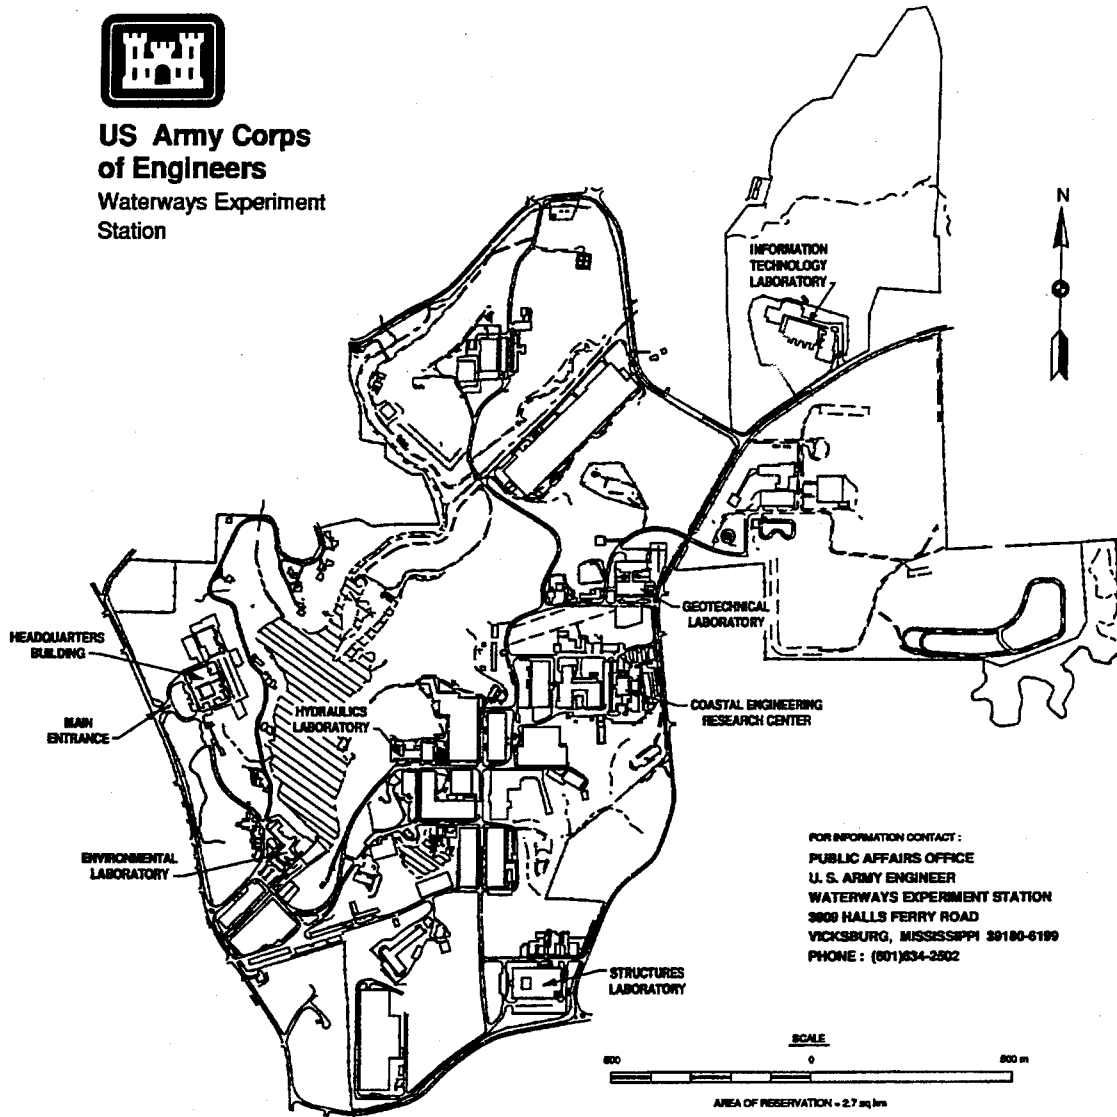 US Army Corps
of Engineers
Waterways Experiment
Station
N
INFORMATION
TECHNOLOGY
LABORATORY
GEOTECHNICAL
LABORATORY
HEADQUARTERS
BUILDING
MAIN
ENTRANCE
HYDRAULICS
LABORATORY
COASTAL ENGINEERING
RESEARCH CENTER
ENVIRONMENTAL
LABORATORY
FOR INFORMATION CONTACT :
PUBLIC AFFAIRS OFFICE
U. S. ARMY ENGINEER
WATERWAYS EXPERIMENT STATION
3909 HALLS FERRY ROAD
VICKSBURG, MISSISSIPPI 39180-6199
PHONE : (601)634-2502
STRUCTURES
LABORATORY
SCALE
0
AREA OF RESERVATION = 2.7 sq km